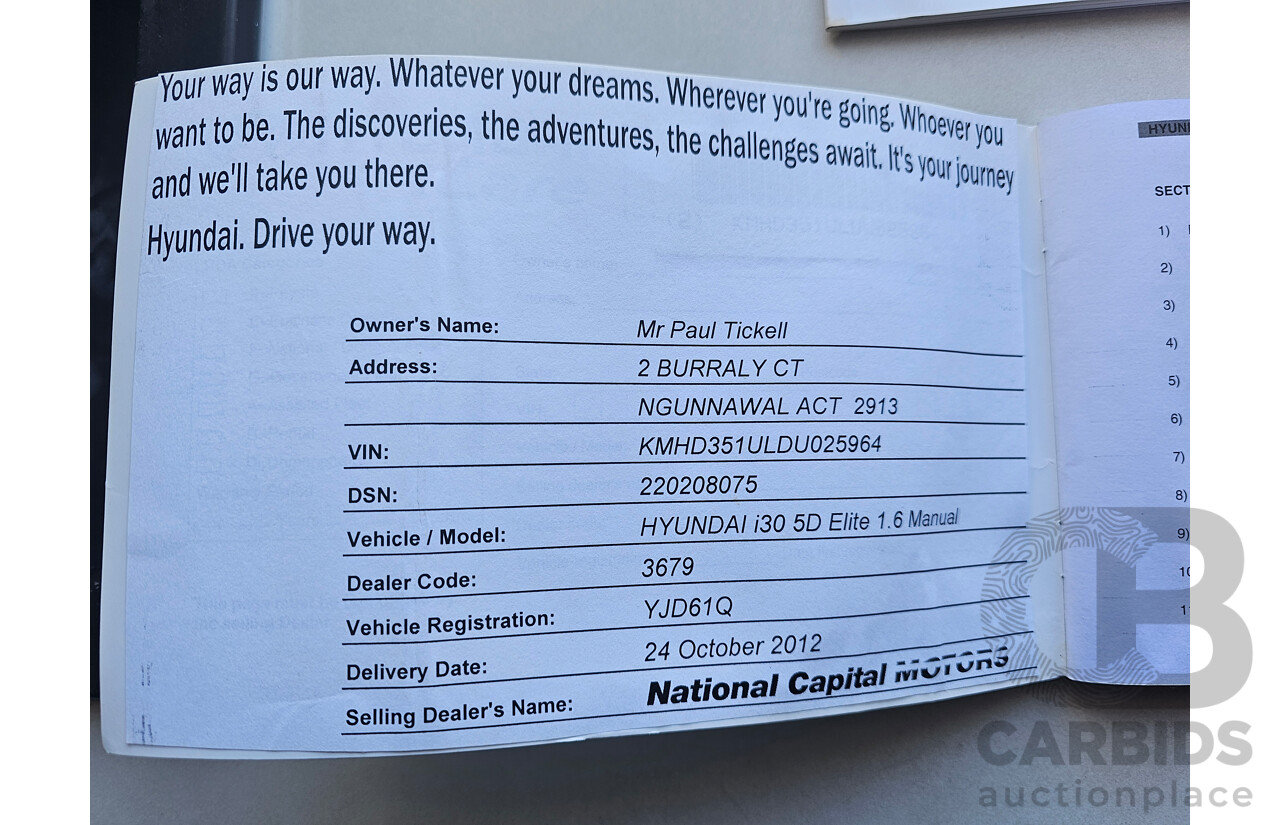 Your way is our way. Whatever your dreams. Wherever you're going. Whoever you
want to be. The discoveries, the adventures, the challenges await. It's your journey
and we'll take you there.
Hyundai. Drive your way.
Owner's Name: Mr Paul Tickell
Address: 2 BURRALY CT
NGUNNAWAL ACT 2913
VIN: KMHD351ULDU025964
DSN: 220208075
Vehicle / Model: HYUNDAI i30 5D Elite 1.6 Manual
Dealer Code: 3679
Vehicle Registration: YJD61Q
Delivery Date: 24 October 2012
Selling Dealer's Name: National Capital MOTORS
HYUN
SECT
1)
2)
3)
4)
5)
6)
7)
8)
9)
CB
CARBIDS
auctionplace